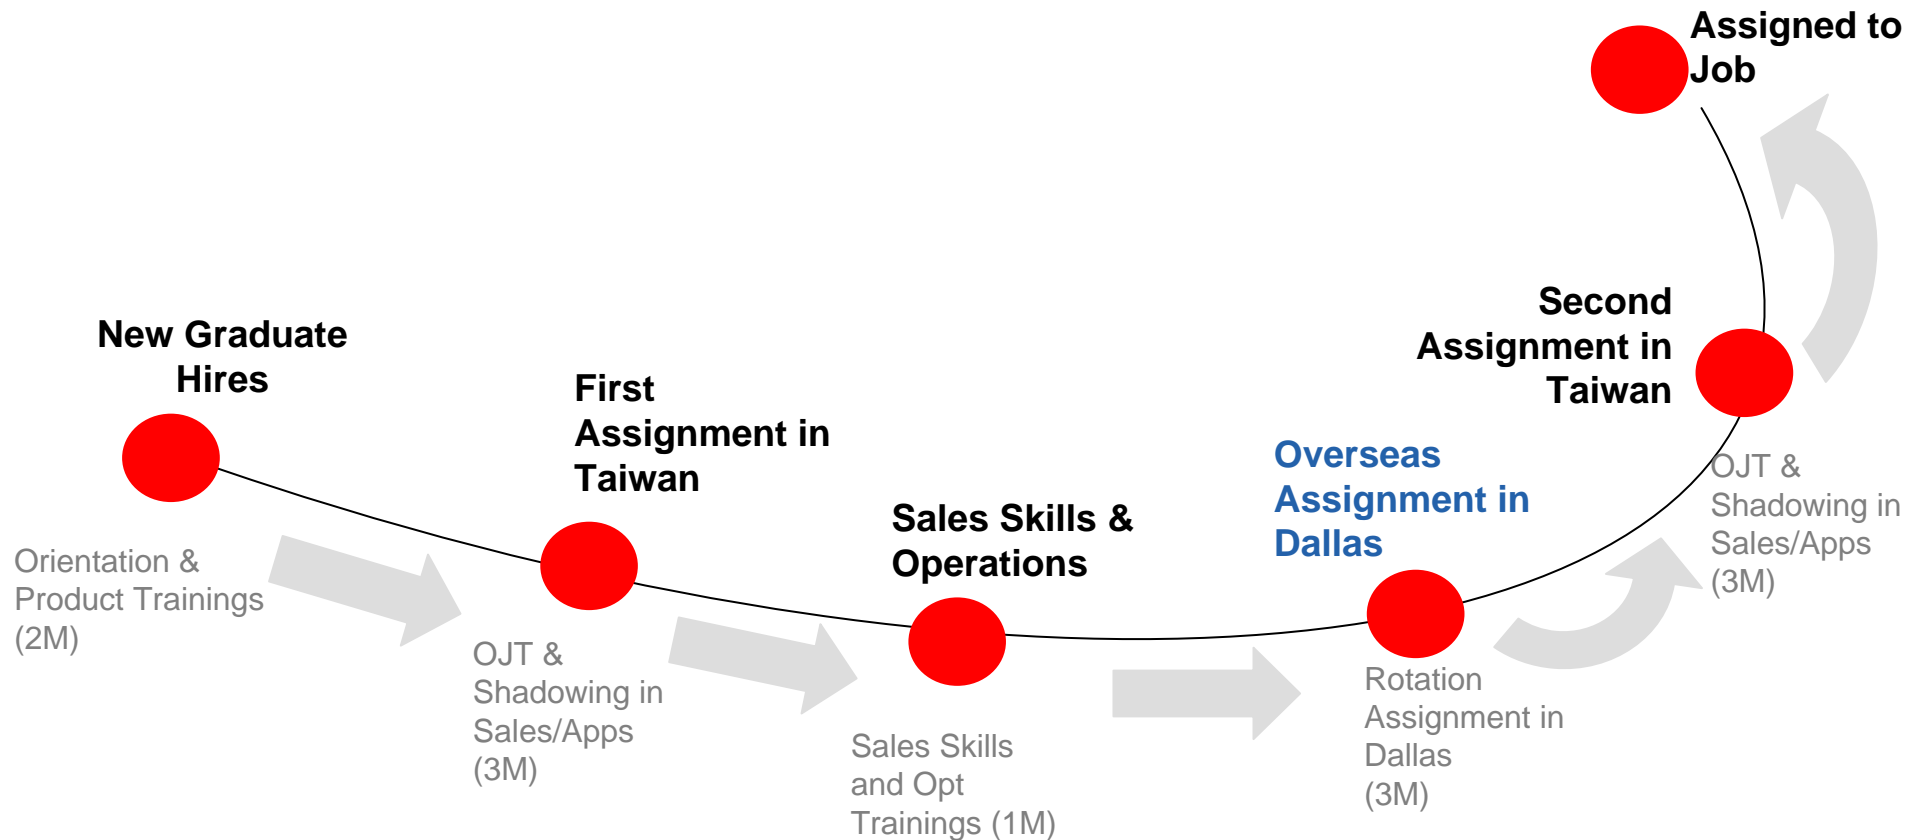 New Graduate
Hires
Orientation &
Product Trainings
(2M)
First
Assignment in
Taiwan
OJT &
Shadowing in
Sales/Apps
(3M)
Sales Skills &
Operations
Sales Skills
and Opt
Trainings (1M)
Overseas
Assignment in
Dallas
Rotation
Assignment in
Dallas
(3M)
Second
Assignment in
Taiwan
OJT &
Shadowing in
Sales/Apps
(3M)
Assigned to
Job